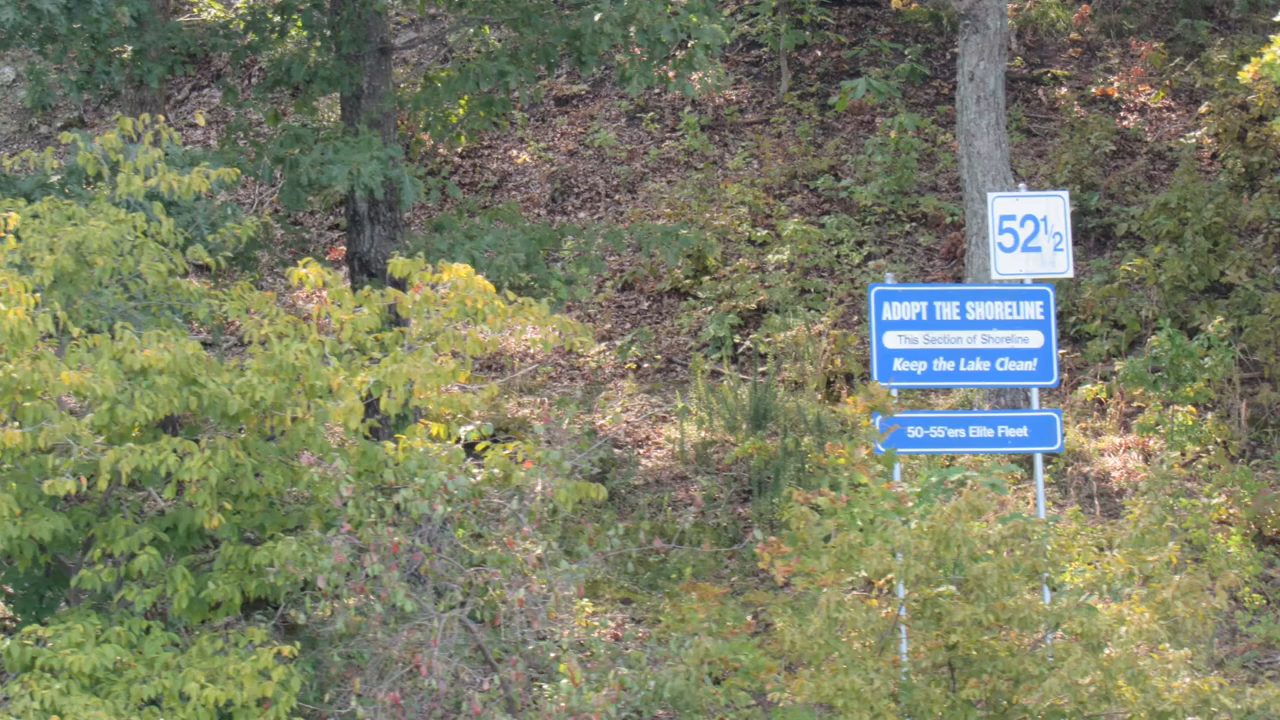 52½
ADOPT THE SHORELINE
This Section of Shoreline
Keep the Lake Clean!
50-55'ers Elite Fleet